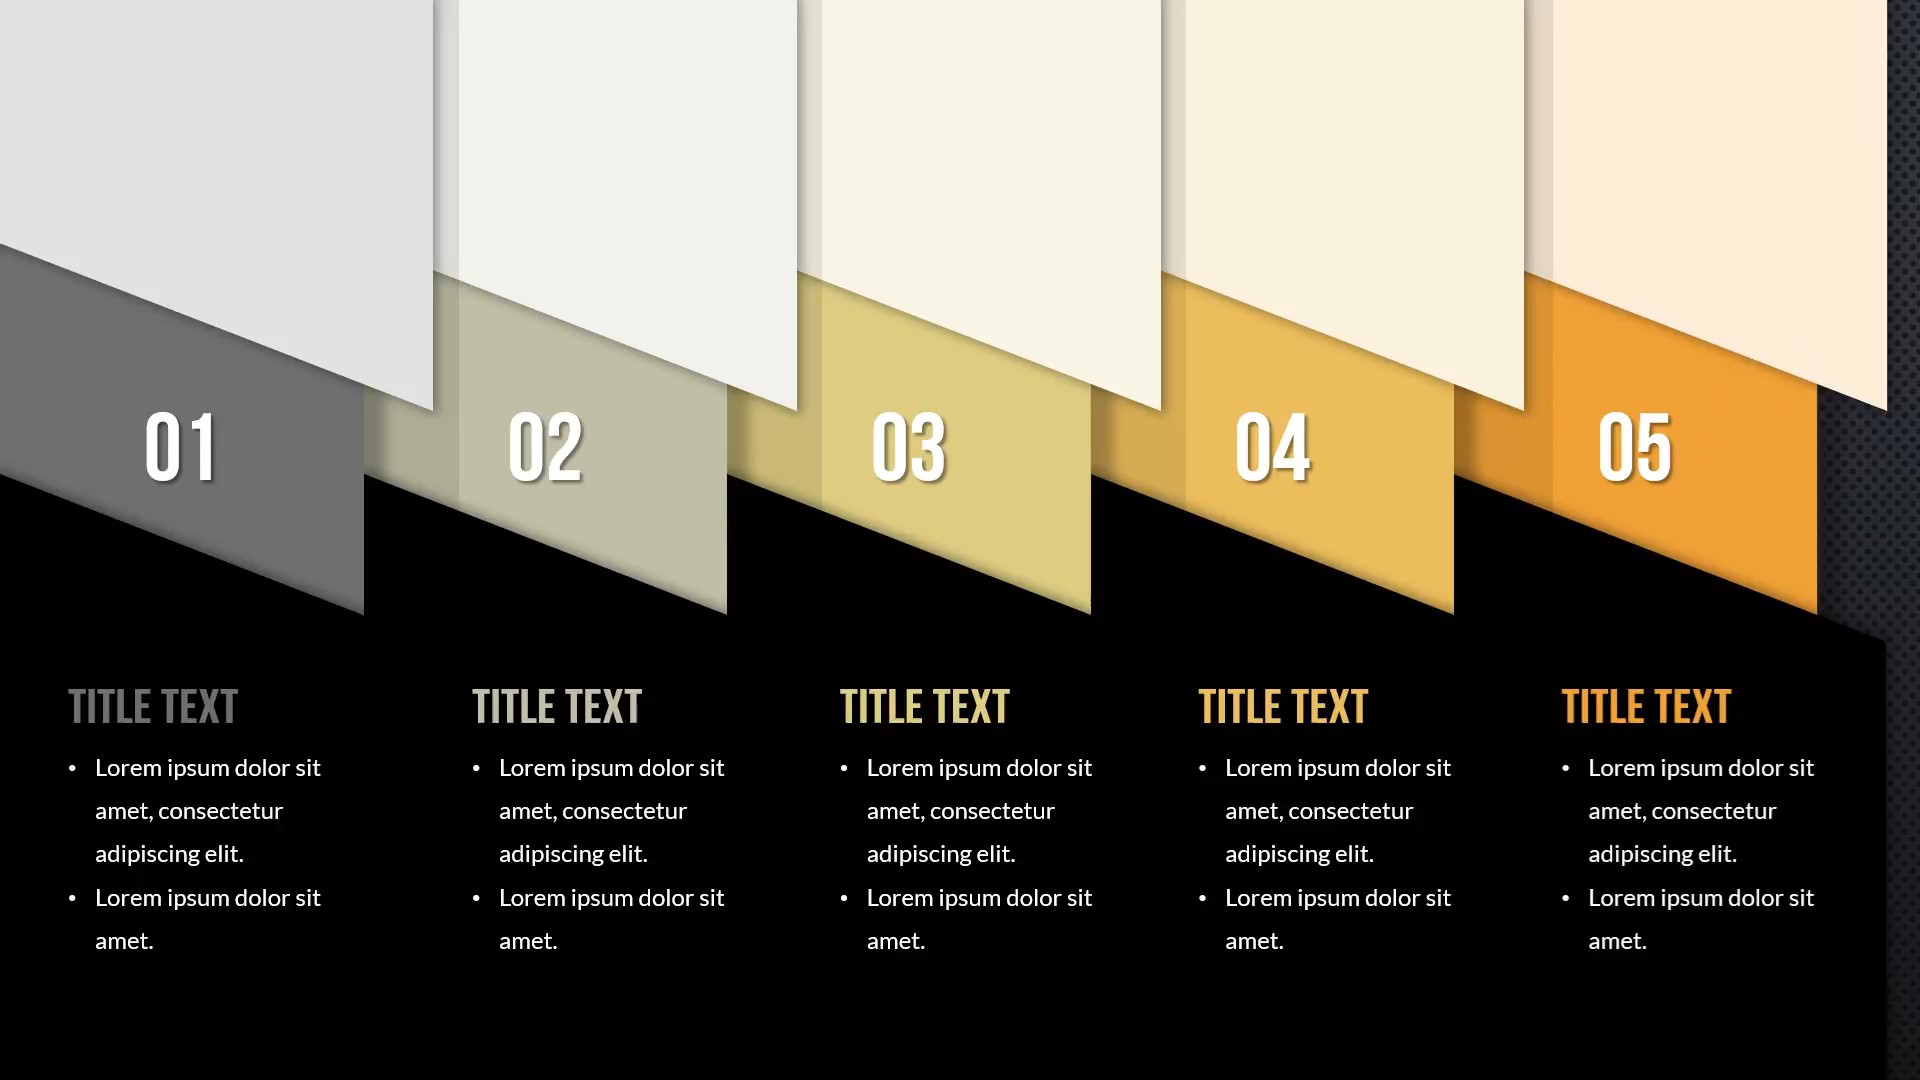 01
02
03
04
05
TITLE TEXT
• Lorem ipsum dolor sit
amet, consectetur
adipiscing elit.
• Lorem ipsum dolor sit
amet.
TITLE TEXT
• Lorem ipsum dolor sit
amet, consectetur
adipiscing elit.
• Lorem ipsum dolor sit
amet.
TITLE TEXT
• Lorem ipsum dolor sit
amet, consectetur
adipiscing elit.
• Lorem ipsum dolor sit
amet.
TITLE TEXT
• Lorem ipsum dolor sit
amet, consectetur
adipiscing elit.
• Lorem ipsum dolor sit
amet.
TITLE TEXT
• Lorem ipsum dolor sit
amet, consectetur
adipiscing elit.
• Lorem ipsum dolor sit
amet.